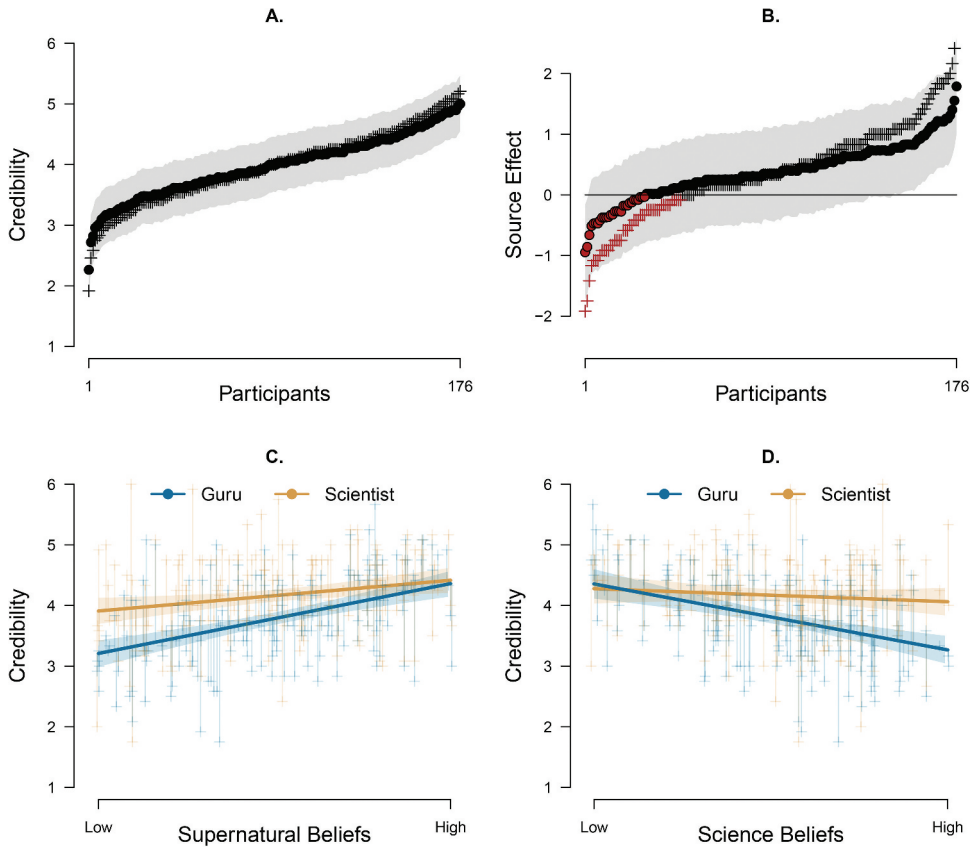 A.
6
5
4
3
2
1
Credibility
1
176
Participants
B.
2
1
0
−1
−2
Source Effect
1
176
Participants
C.
Guru
Scientist
6
5
4
3
2
1
Credibility
Low
High
Supernatural Beliefs
D.
Guru
Scientist
6
5
4
3
2
1
Credibility
Low
High
Science Beliefs